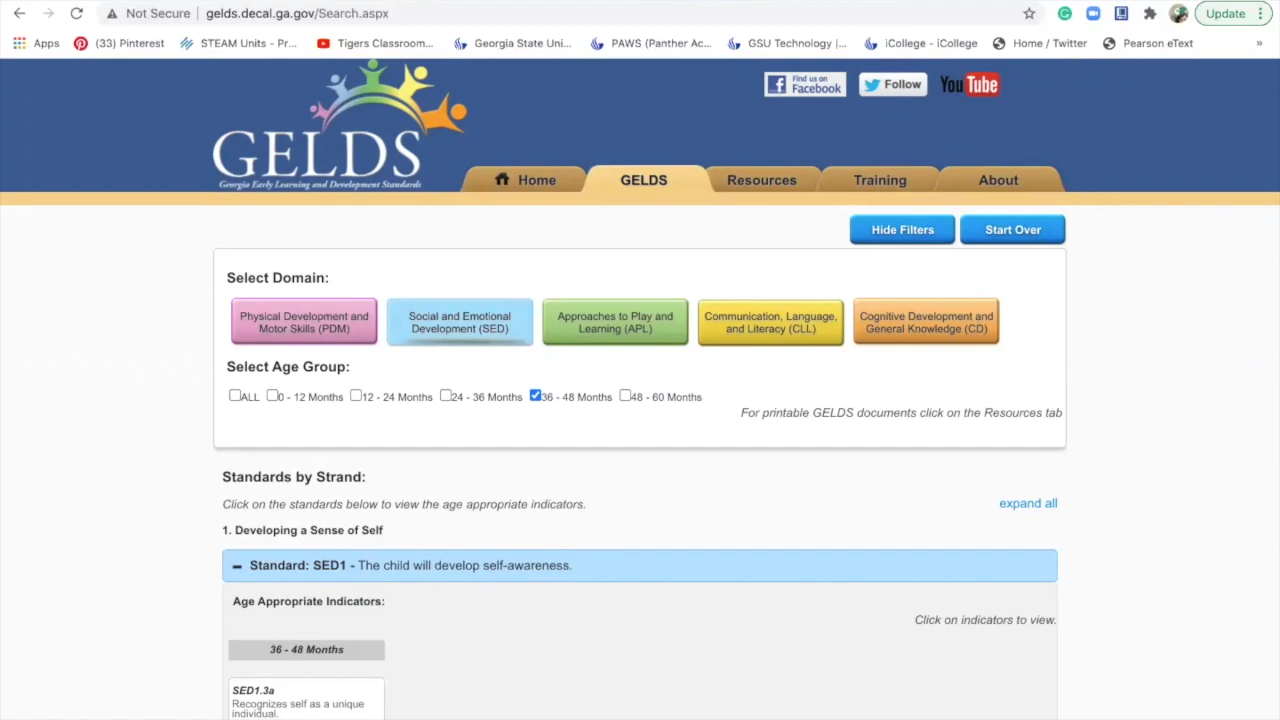 Not Secure | gelds.decal.ga.gov/Search.aspx
Update
Apps (33) Pinterest STEAM Units - Pr... Tigers Classroom... Georgia State Uni... PAWS (Panther Ac... GSU Technology |... iCollege - iCollege Home / Twitter Pearson eText »
GELDS
Georgia Early Learning and Development Standards
Find us on
Facebook
Follow
YouTube
Home GELDS Resources Training About
Hide Filters Start Over
Select Domain:
Physical Development and
Motor Skills (PDM)
Social and Emotional
Development (SED)
Approaches to Play and
Learning (APL)
Communication, Language,
and Literacy (CLL)
Cognitive Development and
General Knowledge (CD)
Select Age Group:
ALL 0 - 12 Months 12 - 24 Months 24 - 36 Months 36 - 48 Months 48 - 60 Months
For printable GELDS documents click on the Resources tab
Standards by Strand:
Click on the standards below to view the age appropriate indicators.
expand all
1. Developing a Sense of Self
Standard: SED1 - The child will develop self-awareness.
Age Appropriate Indicators:
Click on indicators to view.
36 - 48 Months
SED1.3a
Recognizes self as a unique
individual.